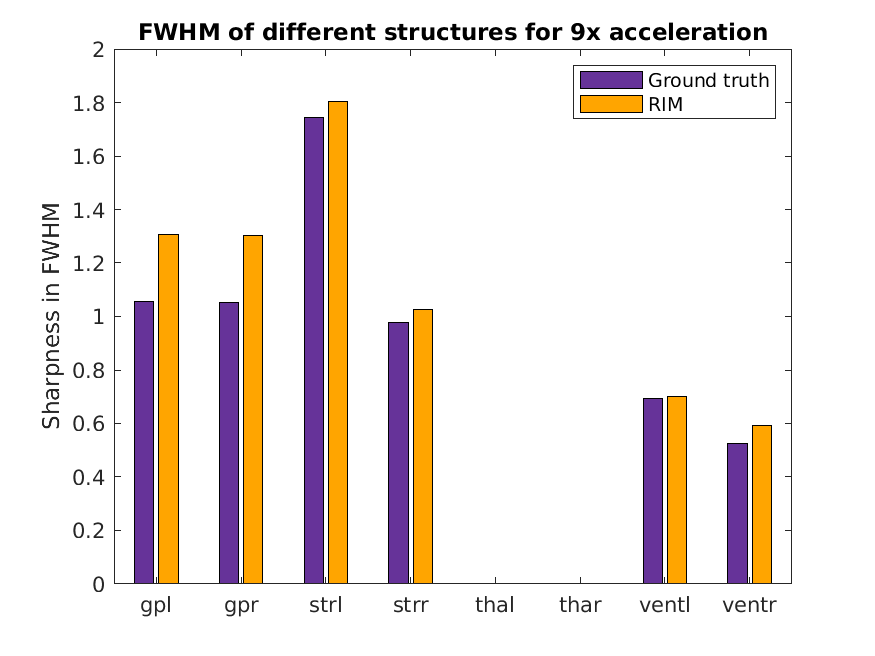 FWHM of different structures for 9x acceleration
Ground truth
RIM
Sharpness in FWHM
2
1.8
1.6
1.4
1.2
1
0.8
0.6
0.4
0.2
0
gpl gpr strl strr thal thar ventl ventr